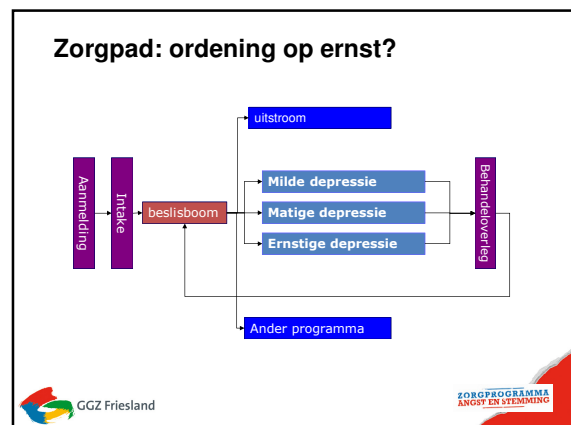 Zorgpad: ordening op ernst?
uitstroom
Aanmelding
Intake
beslisboom
Milde depressie
Matige depressie
Ernstige depressie
Behandeloverleg
Ander programma
GGZ Friesland
ZORGPROGRAMMA
ANGST EN STEMMING